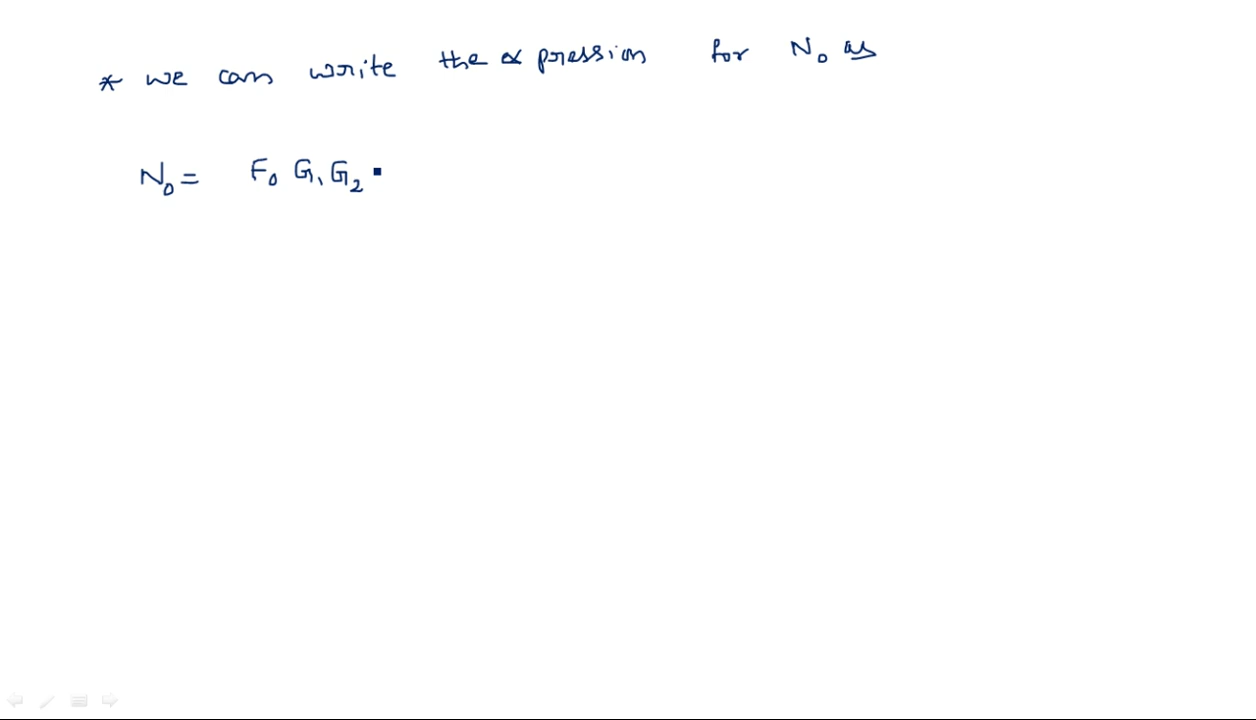 * we can write the expression for N₀ as
N₀ = F₀ G₁ G₂